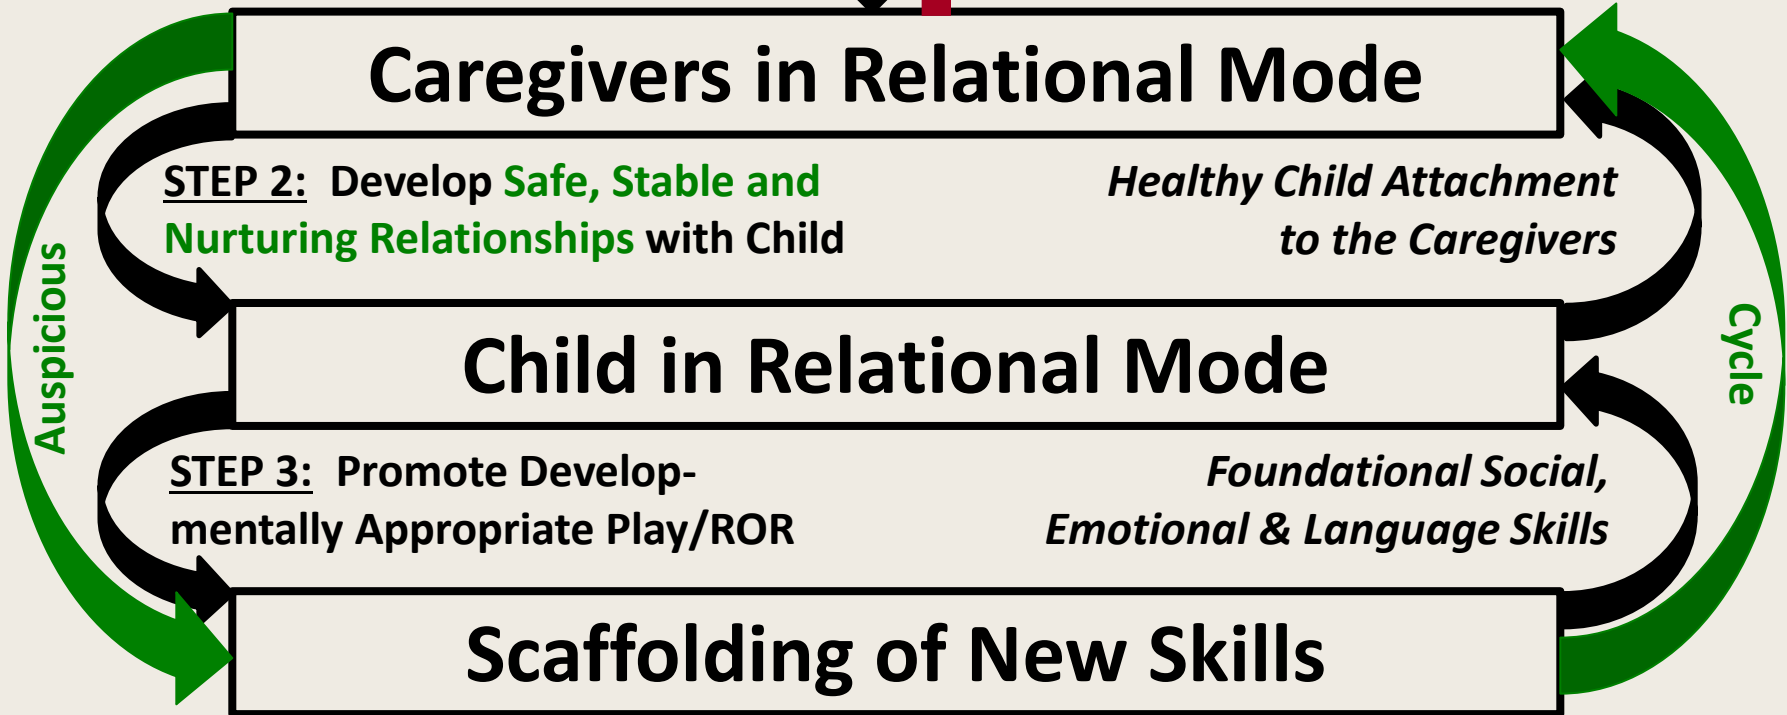 Caregivers in Relational Mode
STEP 2: Develop Safe, Stable and
Nurturing Relationships with Child
Healthy Child Attachment
to the Caregivers
Auspicious
Cycle
Child in Relational Mode
STEP 3: Promote Develop-
mentally Appropriate Play/ROR
Foundational Social,
Emotional & Language Skills
Scaffolding of New Skills